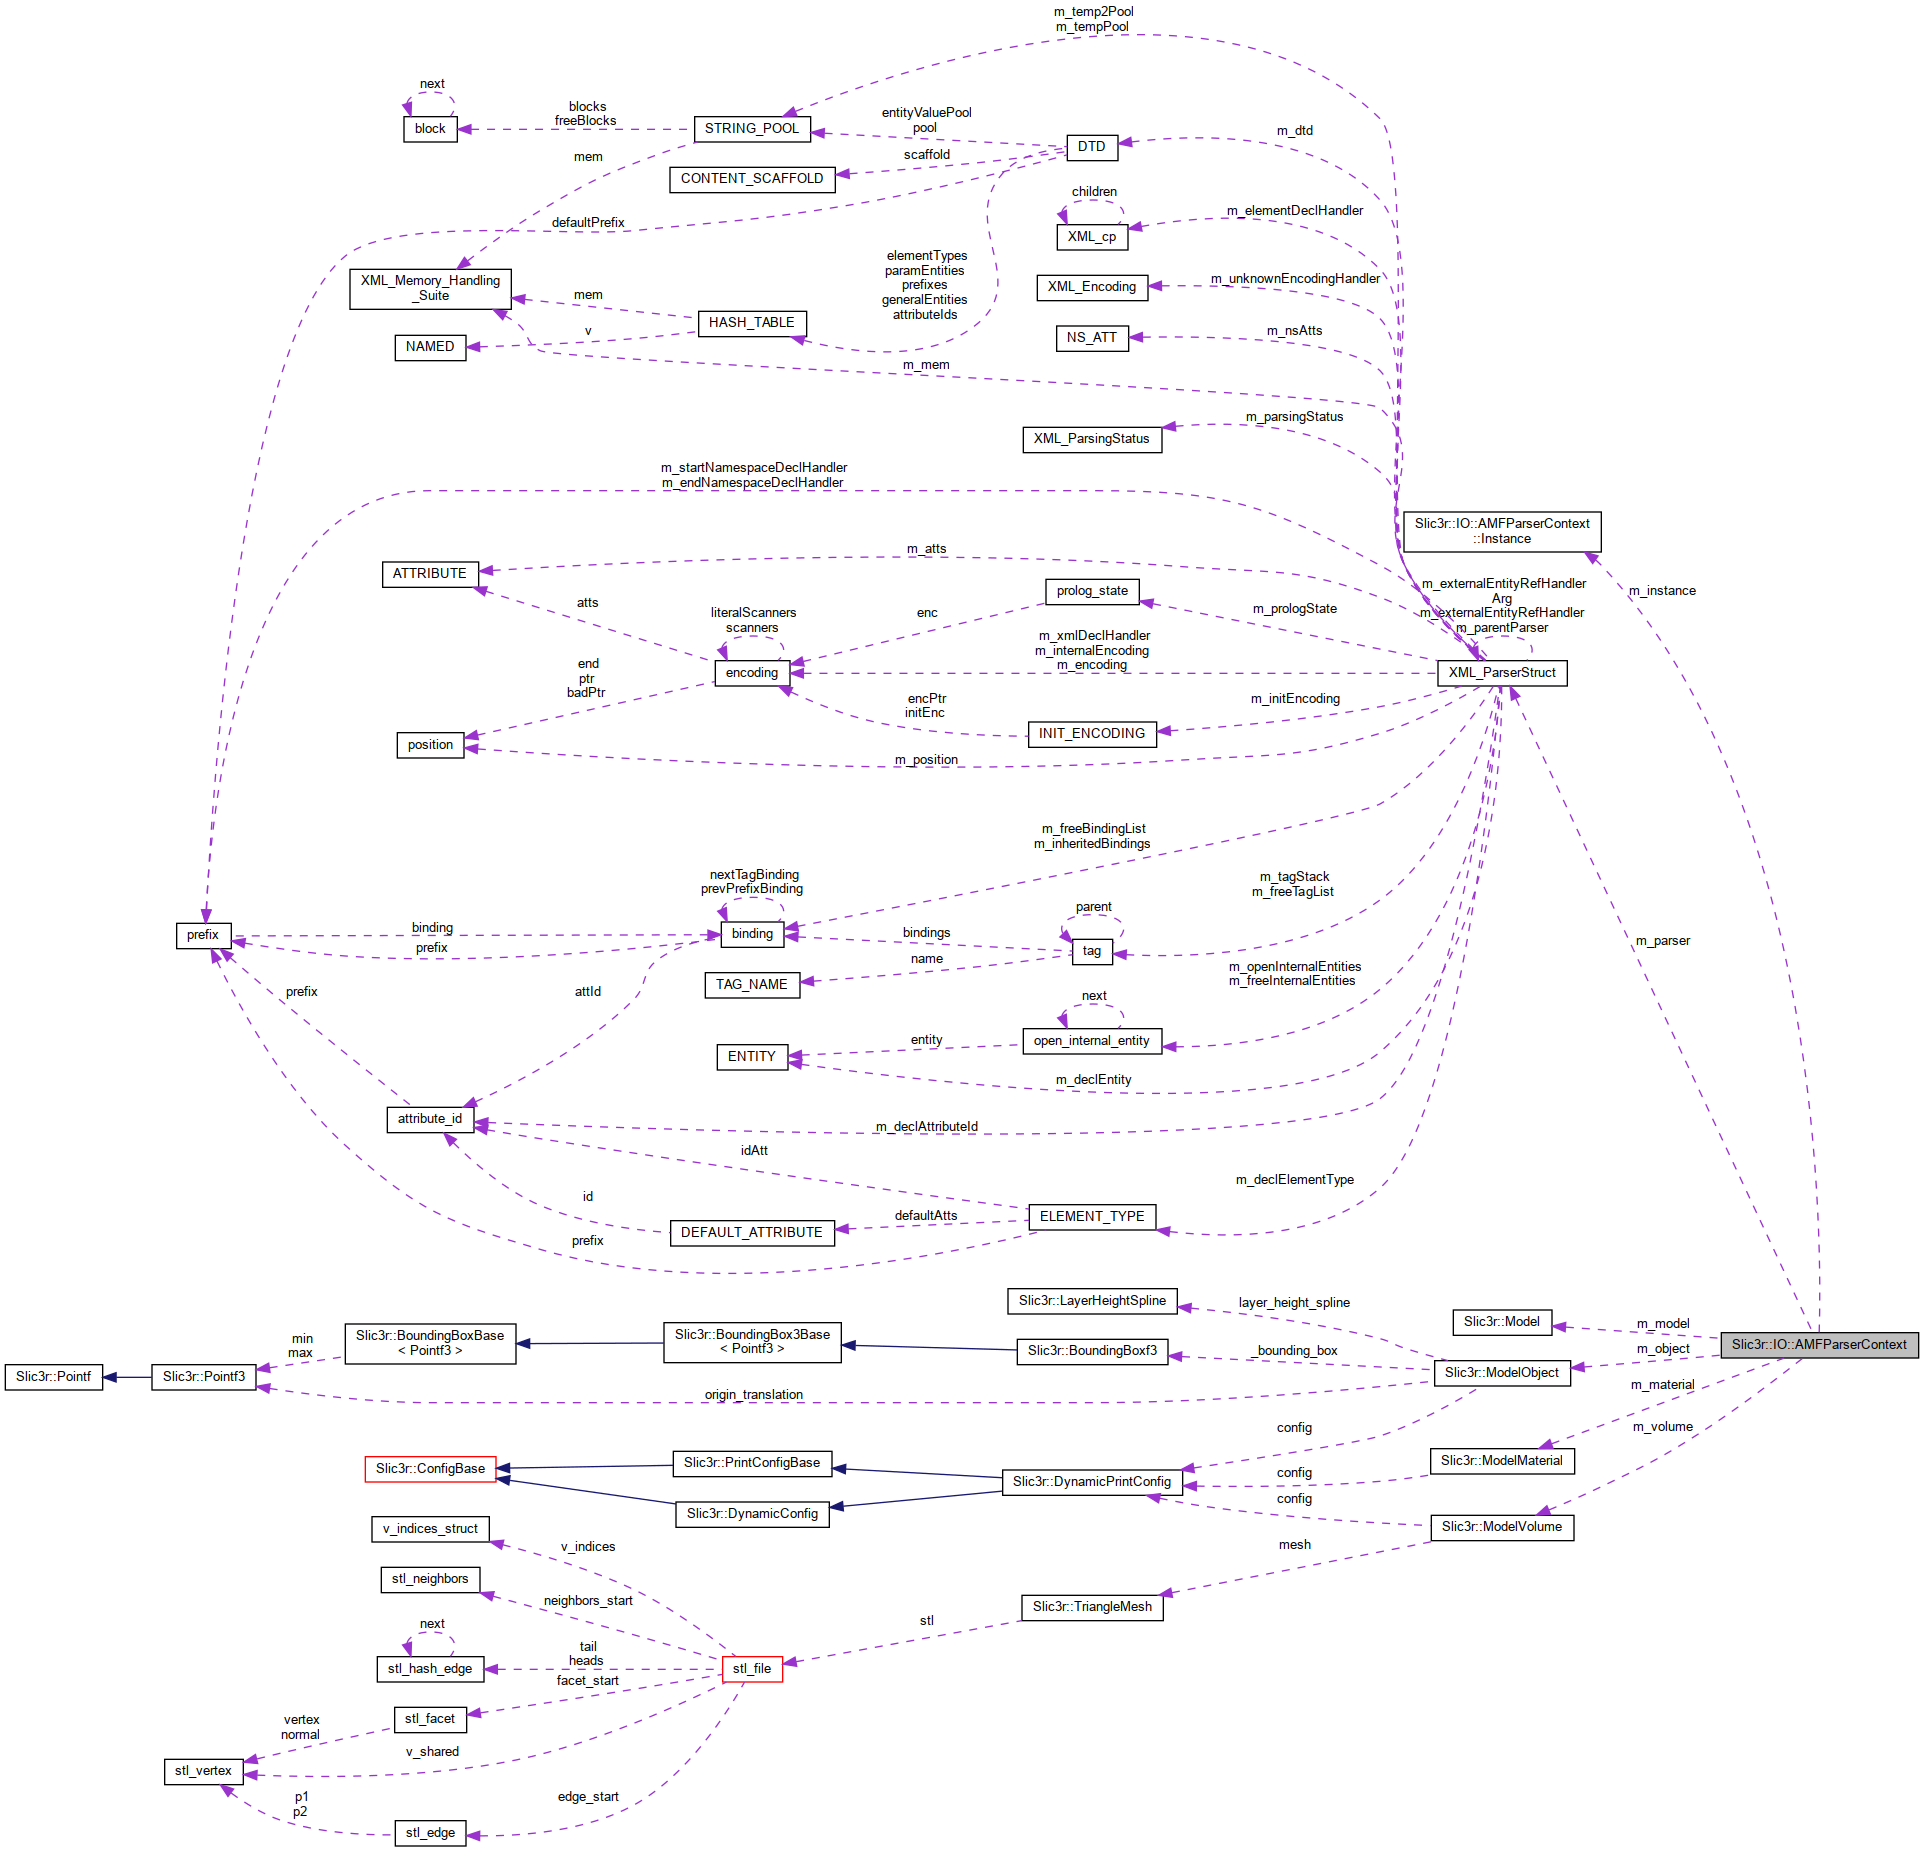 m_temp2Pool
m_tempPool
next
block
blocks
freeBlocks
STRING_POOL
entityValuePool
pool
DTD
m_dtd
mem
CONTENT_SCAFFOLD
scaffold
children
XML_cp
m_elementDeclHandler
defaultPrefix
XML_Memory_Handling
_Suite
mem
HASH_TABLE
elementTypes
paramEntities
prefixes
generalEntities
attributeIds
XML_Encoding
m_unknownEncodingHandler
NAMED
v
NS_ATT
m_nsAtts
m_mem
XML_ParsingStatus
m_parsingStatus
m_startNamespaceDeclHandler
m_endNamespaceDeclHandler
Slic3r::IO::AMFParserContext
::Instance
m_instance
ATTRIBUTE
m_atts
atts
literalScanners
scanners
encoding
enc
prolog_state
m_prologState
m_externalEntityRefHandler
Arg
m_externalEntityRefHandler
m_parentParser
XML_ParserStruct
m_xmlDeclHandler
m_internalEncoding
m_encoding
end
ptr
badPtr
position
encPtr
initEnc
INIT_ENCODING
m_initEncoding
m_position
m_freeBindingList
m_inheritedBindings
nextTagBinding
prevPrefixBinding
binding
prefix
binding
prefix
parent
tag
bindings
name
m_tagStack
m_freeTagList
TAG_NAME
attId
prefix
m_openInternalEntities
m_freeInternalEntities
next
open_internal_entity
entity
ENTITY
m_declEntity
m_parser
attribute_id
m_declAttributeId
idAtt
id
DEFAULT_ATTRIBUTE
defaultAtts
ELEMENT_TYPE
m_declElementType
prefix
Slic3r::LayerHeightSpline
layer_height_spline
Slic3r::Model
m_model
Slic3r::IO::AMFParserContext
m_object
Slic3r::Pointf
Slic3r::Pointf3
min
max
Slic3r::BoundingBoxBase
< Pointf3 >
Slic3r::BoundingBox3Base
< Pointf3 >
Slic3r::BoundingBoxf3
_bounding_box
Slic3r::ModelObject
origin_translation
m_material
m_volume
config
Slic3r::ConfigBase
Slic3r::PrintConfigBase
Slic3r::DynamicPrintConfig
config
Slic3r::ModelMaterial
Slic3r::DynamicConfig
config
Slic3r::ModelVolume
v_indices_struct
v_indices
mesh
stl_neighbors
neighbors_start
Slic3r::TriangleMesh
stl
next
stl_hash_edge
tail
heads
stl_file
facet_start
stl_facet
vertex
normal
v_shared
stl_vertex
p1
p2
stl_edge
edge_start